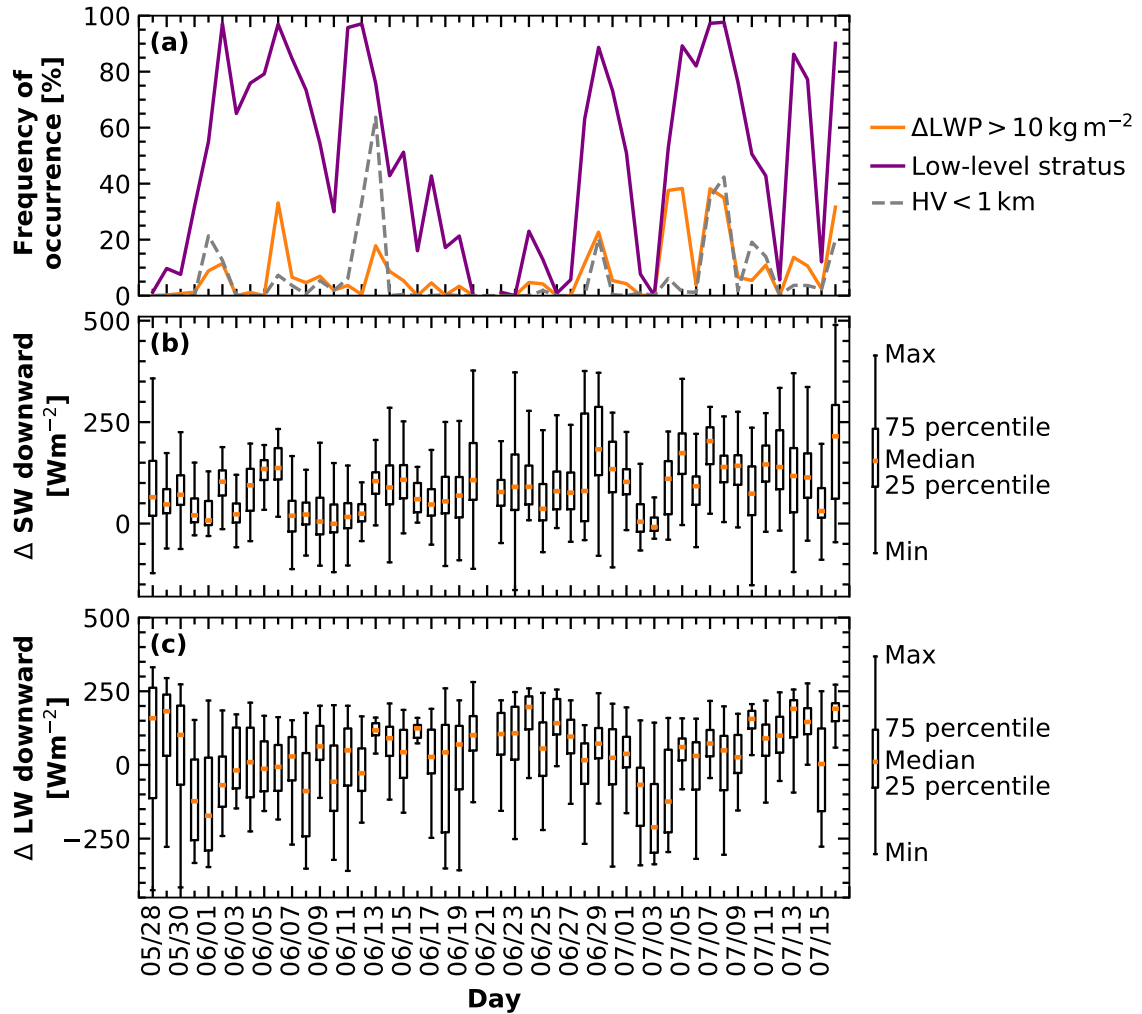 (a)
100
80
60
40
20
0
Frequency of
occurrence [%]
ΔLWP > 10 kg m⁻²
Low-level stratus
HV < 1 km
(b)
500
250
0
Δ SW downward
[Wm⁻²]
Max
75 percentile
Median
25 percentile
Min
(c)
500
250
0
−250
Δ LW downward
[Wm⁻²]
Max
75 percentile
Median
25 percentile
Min
05/28
05/30
06/01
06/03
06/05
06/07
06/09
06/11
06/13
06/15
06/17
06/19
06/21
06/23
06/25
06/27
06/29
07/01
07/03
07/05
07/07
07/09
07/11
07/13
07/15
Day